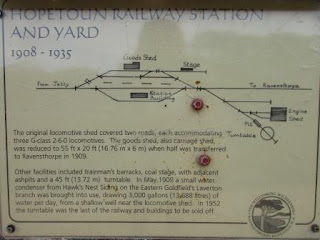 HOPETOUN RAILWAY STATION
AND YARD
1908 - 1935
Goods Shed
Stage
from Jetty
To Ravensthorpe
Station
Building
Engine
Shed
Pit
Turntable
The original locomotive shed covered two roads, each accommodating
three G-class 2-6-0 locomotives. The goods shed, also carriage shed,
was reduced to 55 ft x 20 ft (16.76 m x 6 m) when half was transferred
to Ravensthorpe in 1909.
Other facilities included trainman's barracks, coal stage, with adjacent
ashpits and a 45 ft (13.72 m) turntable. In May,1909 a small water
condenser from Hawk's Nest Siding on the Eastern Goldfield's Laverton
branch was brought into use, drawing 3,000 gallons (13,688 litres) of
water per day, from a shallow well near the locomotive shed. In 1952
the turntable was the last of the railway and buildings to be sold off.